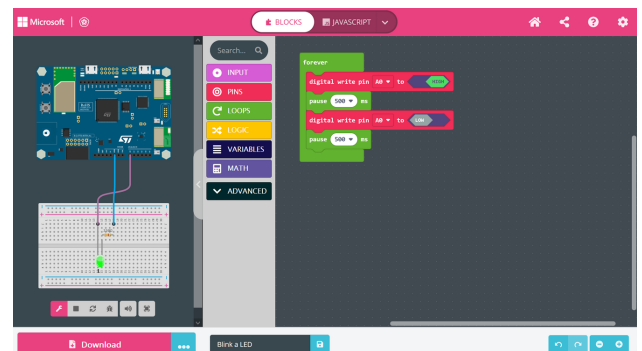 Microsoft
BLOCKS
JAVASCRIPT
Search...
INPUT
PINS
LOOPS
LOGIC
VARIABLES
MATH
ADVANCED
forever
digital write pin A0 to HIGH
pause 500 ms
digital write pin A0 to LOW
pause 500 ms
ST
Download
Blink a LED